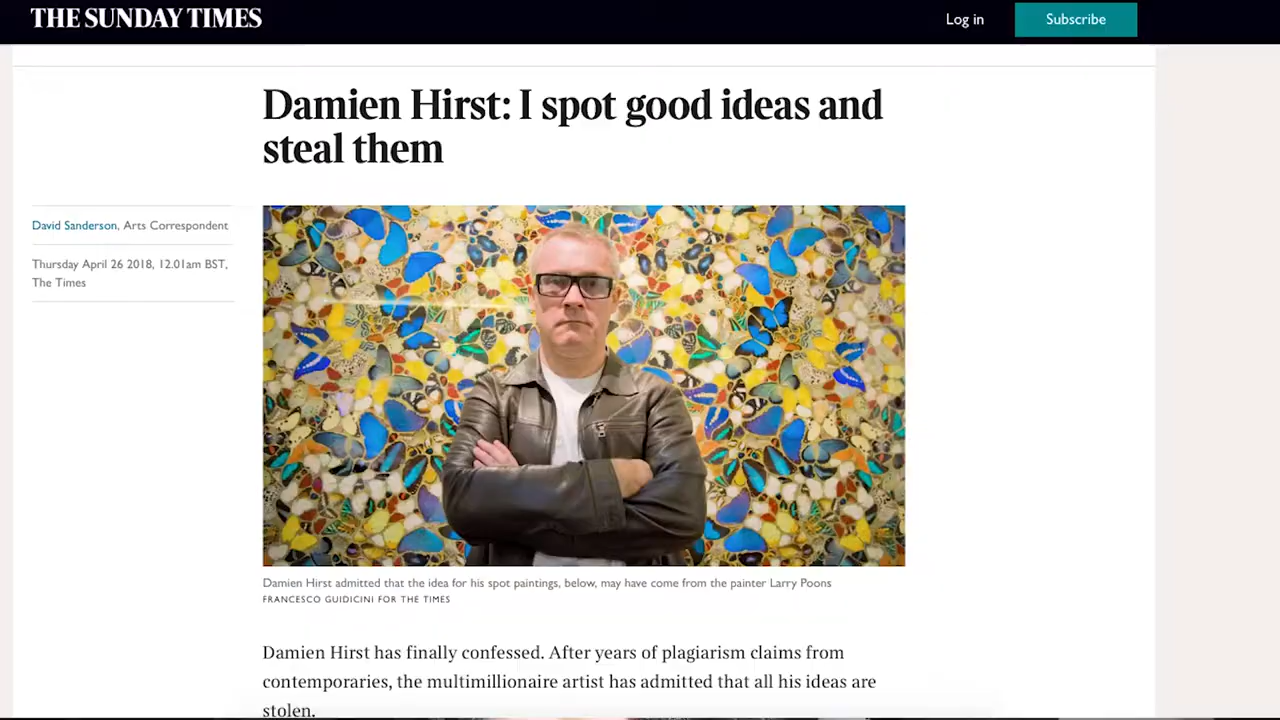 THE SUNDAY TIMES
Log in
Subscribe
Damien Hirst: I spot good ideas and
steal them
David Sanderson, Arts Correspondent
Thursday April 26 2018, 12.01am BST,
The Times
Damien Hirst admitted that the idea for his spot paintings, below, may have come from the painter Larry Poons
FRANCESCO GUIDICINI FOR THE TIMES
Damien Hirst has finally confessed. After years of plagiarism claims from
contemporaries, the multimillionaire artist has admitted that all his ideas are
stolen.